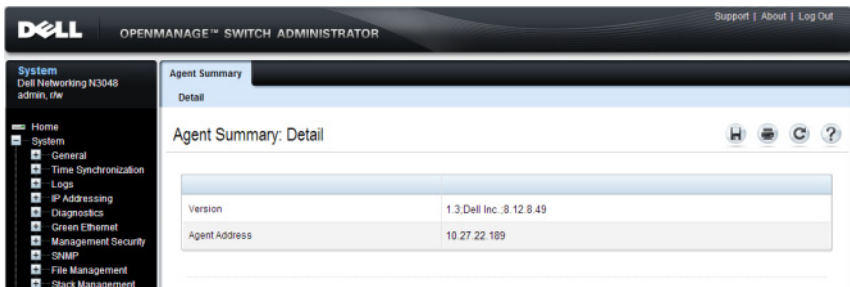 Support | About | Log Out
DELL
OPENMANAGE™ SWITCH ADMINISTRATOR
System
Dell Networking N3048
admin, r/w
Home
System
General
Time Synchronization
Logs
IP Addressing
Diagnostics
Green Ethernet
Management Security
SNMP
File Management
Stack Management
Agent Summary
Detail
Agent Summary: Detail
?
Version 1.3;Dell Inc.;8.12.8.49
Agent Address 10.27.22.189